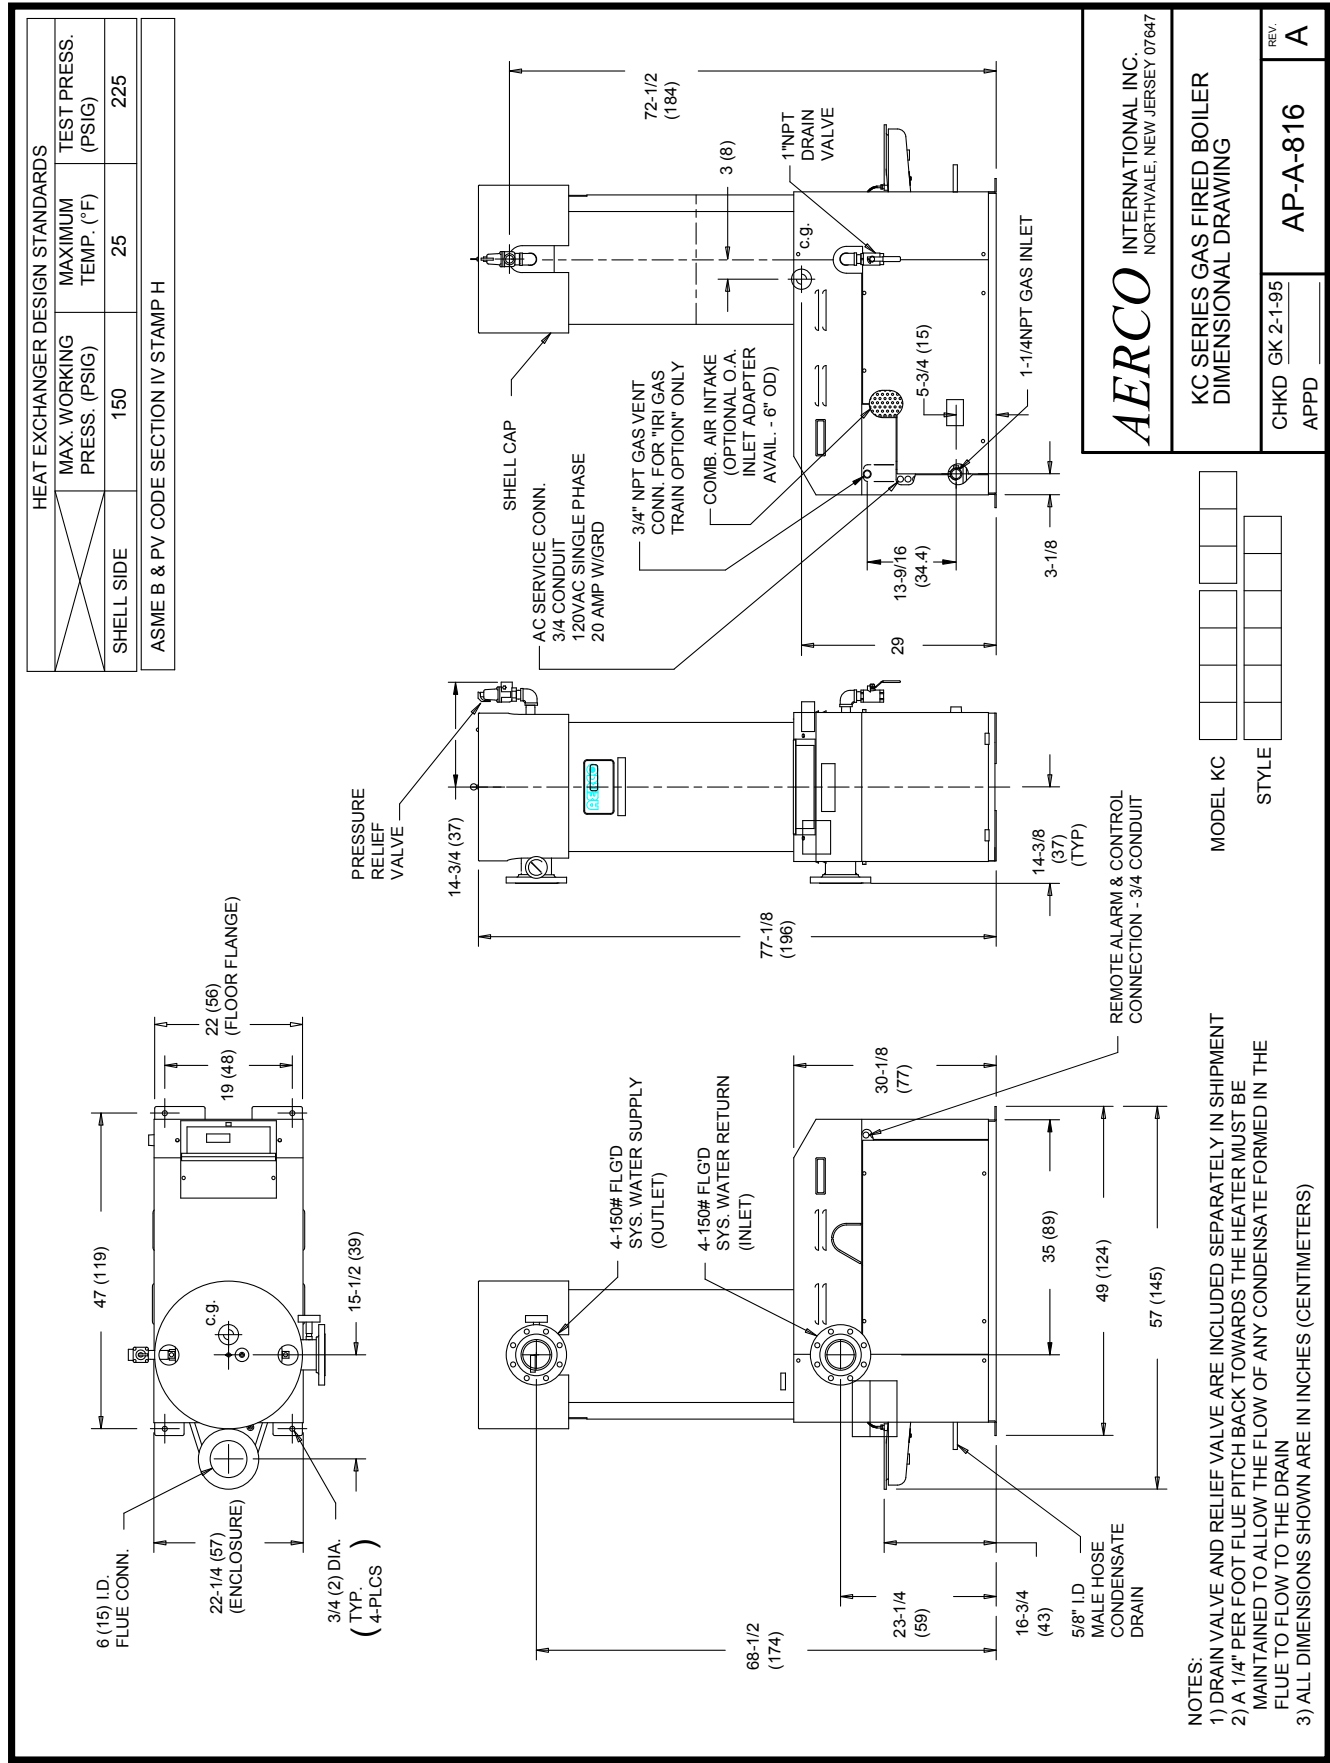 HEAT EXCHANGER DESIGN STANDARDS
MAX. WORKING
PRESS. (PSIG)
MAXIMUM
TEMP. (°F)
TEST PRESS.
(PSIG)
SHELL SIDE
150
25
225
ASME B & PV CODE SECTION IV STAMP H
6 (15) I.D.
FLUE CONN.
47 (119)
22 (56)
(FLOOR FLANGE)
19 (48)
22-1/4 (57)
(ENCLOSURE)
c.g.
15-1/2 (39)
3/4 (2) DIA.
( TYP. )
4-PLCS
PRESSURE
RELIEF
VALVE
14-3/4 (37)
AERCO
77-1/8
(196)
14-3/8
(37)
(TYP)
SHELL CAP
AC SERVICE CONN.
3/4 CONDUIT
120VAC SINGLE PHASE
20 AMP W/GRD
3/4" NPT GAS VENT
CONN. FOR "IRI GAS
TRAIN OPTION" ONLY
COMB. AIR INTAKE
(OPTIONAL O.A.
INLET ADAPTER
AVAIL. - 6" OD)
72-1/2
(184)
3 (8)
1"NPT
DRAIN
VALVE
c.g.
5-3/4 (15)
1-1/4NPT GAS INLET
13-9/16
(34.4)
29
3-1/8
4-150# FLG'D
SYS. WATER SUPPLY
(OUTLET)
4-150# FLG'D
SYS. WATER RETURN
(INLET)
30-1/8
(77)
REMOTE ALARM & CONTROL
CONNECTION - 3/4 CONDUIT
35 (89)
49 (124)
57 (145)
68-1/2
(174)
23-1/4
(59)
16-3/4
(43)
5/8" I.D
MALE HOSE
CONDENSATE
DRAIN
NOTES:
1) DRAIN VALVE AND RELIEF VALVE ARE INCLUDED SEPARATELY IN SHIPMENT
2) A 1/4" PER FOOT FLUE PITCH BACK TOWARDS THE HEATER MUST BE
MAINTAINED TO ALLOW THE FLOW OF ANY CONDENSATE FORMED IN THE
FLUE TO FLOW TO THE DRAIN
3) ALL DIMENSIONS SHOWN ARE IN INCHES (CENTIMETERS)
MODEL KC
STYLE
AERCO INTERNATIONAL INC.
NORTHVALE, NEW JERSEY 07647
KC SERIES GAS FIRED BOILER
DIMENSIONAL DRAWING
CHKD GK 2-1-95
APPD
AP-A-816
REV.
A